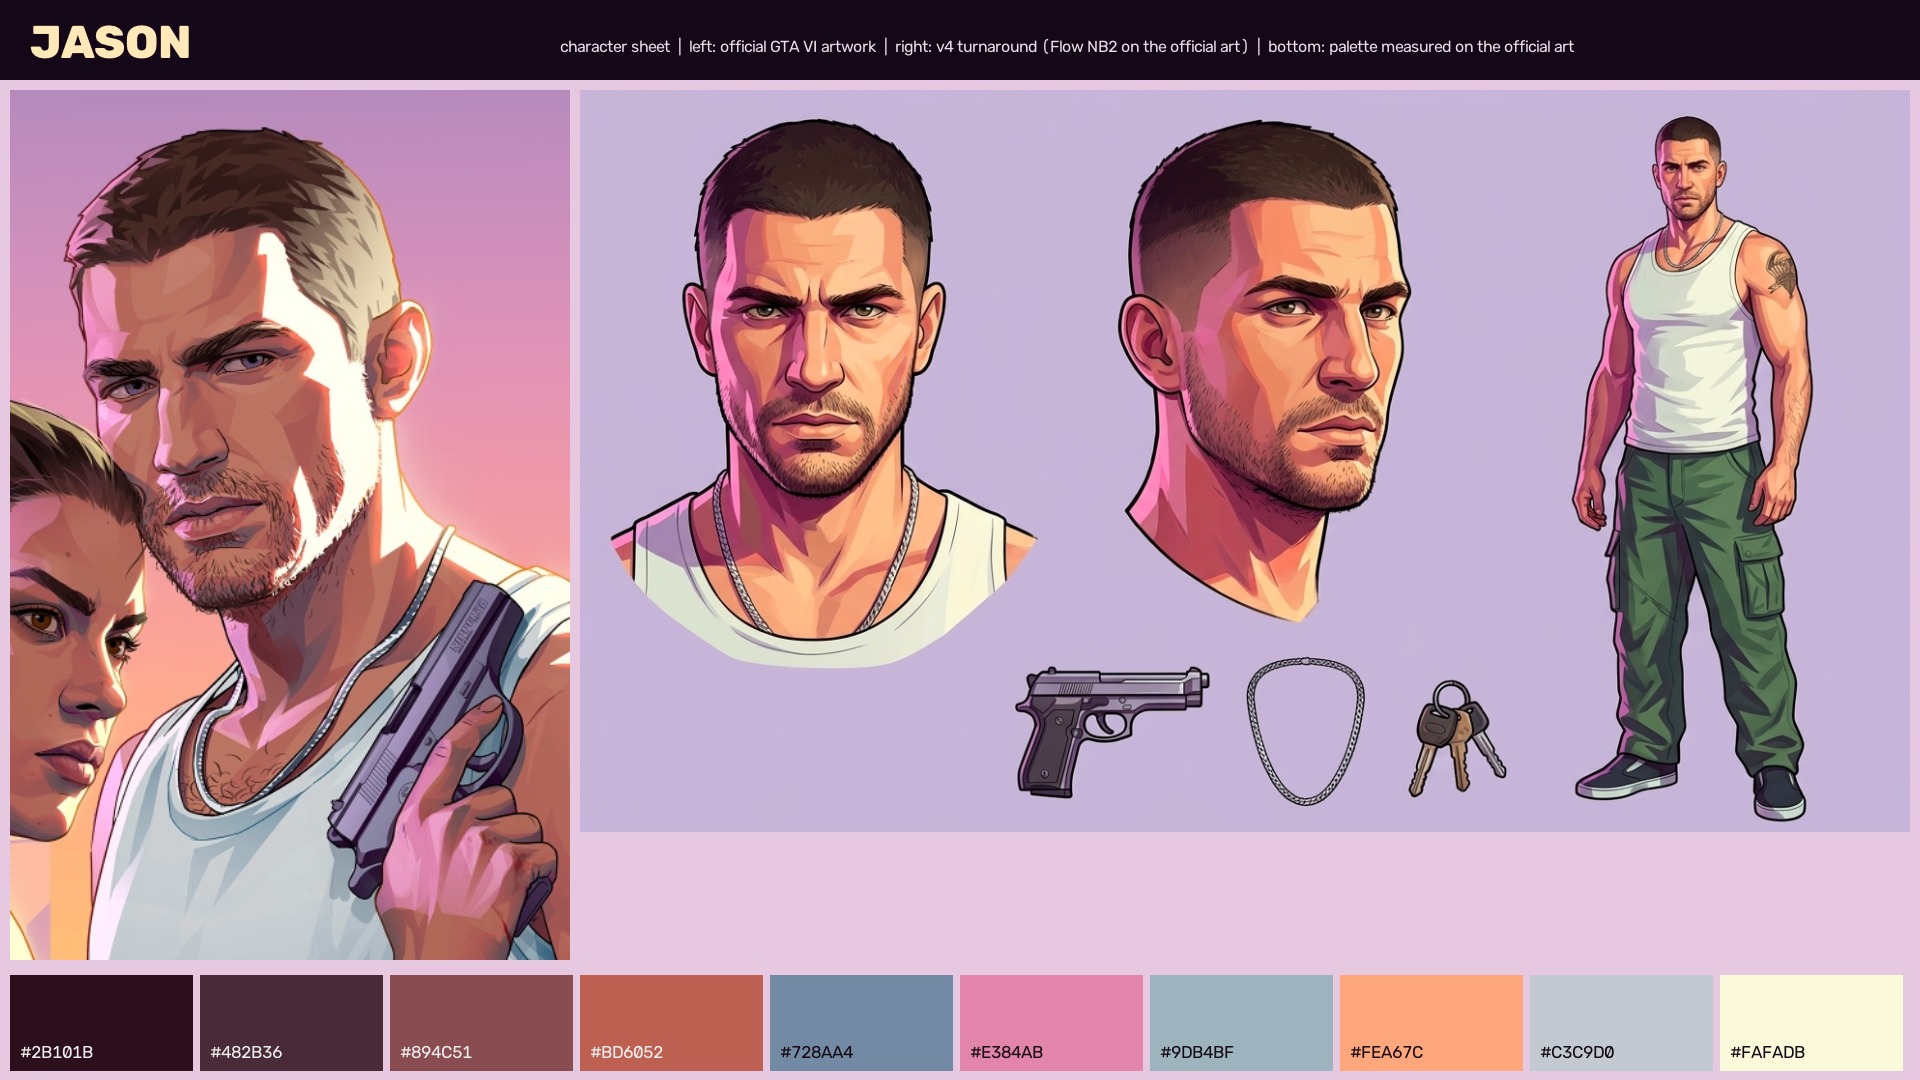 JASON
character sheet | left: official GTA VI artwork | right: v4 turnaround (Flow NB2 on the official art) | bottom: palette measured on the official art
#2B101B
#482B36
#894C51
#BD6052
#728AA4
#E384AB
#9DB4BF
#FEA67C
#C3C9D0
#FAFADB